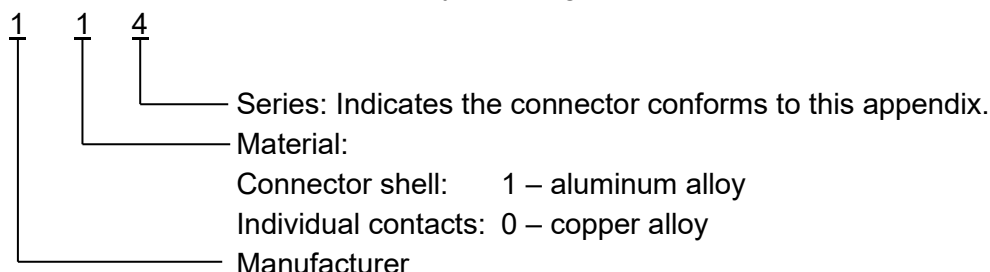 1 1 4
Series: Indicates the connector conforms to this appendix.
Material:
Connector shell: 1 – aluminum alloy
Individual contacts: 0 – copper alloy
Manufacturer